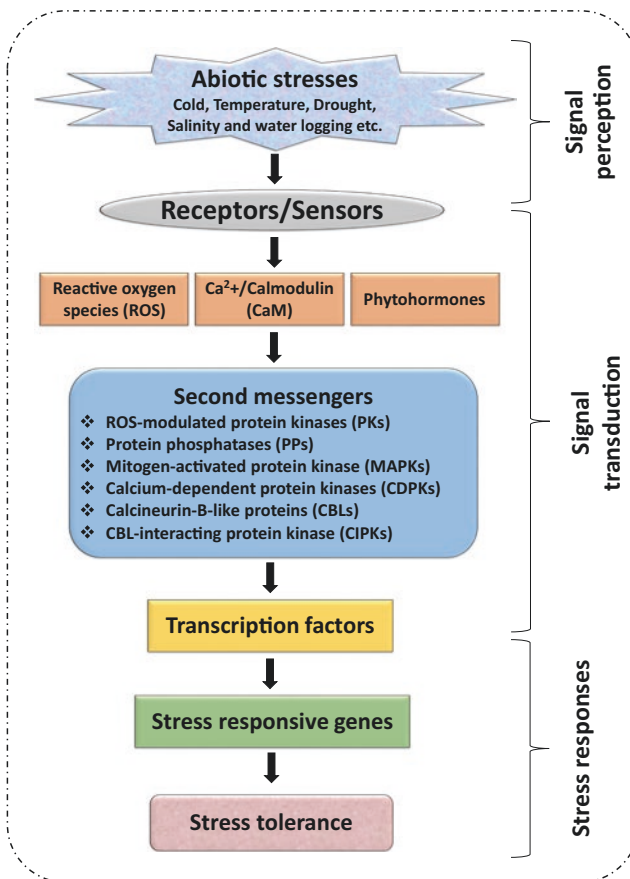 Abiotic stresses
Cold, Temperature, Drought,
Salinity and water logging etc.
Signal
perception
Receptors/Sensors
Reactive oxygen
species (ROS)
Ca²+/Calmodulin
(CaM)
Phytohormones
Second messengers
❖ ROS-modulated protein kinases (PKs)
❖ Protein phosphatases (PPs)
❖ Mitogen-activated protein kinase (MAPKs)
❖ Calcium-dependent protein kinases (CDPKs)
❖ Calcineurin-B-like proteins (CBLs)
❖ CBL-interacting protein kinase (CIPKs)
Signal
transduction
Transcription factors
Stress responsive genes
Stress tolerance
Stress responses